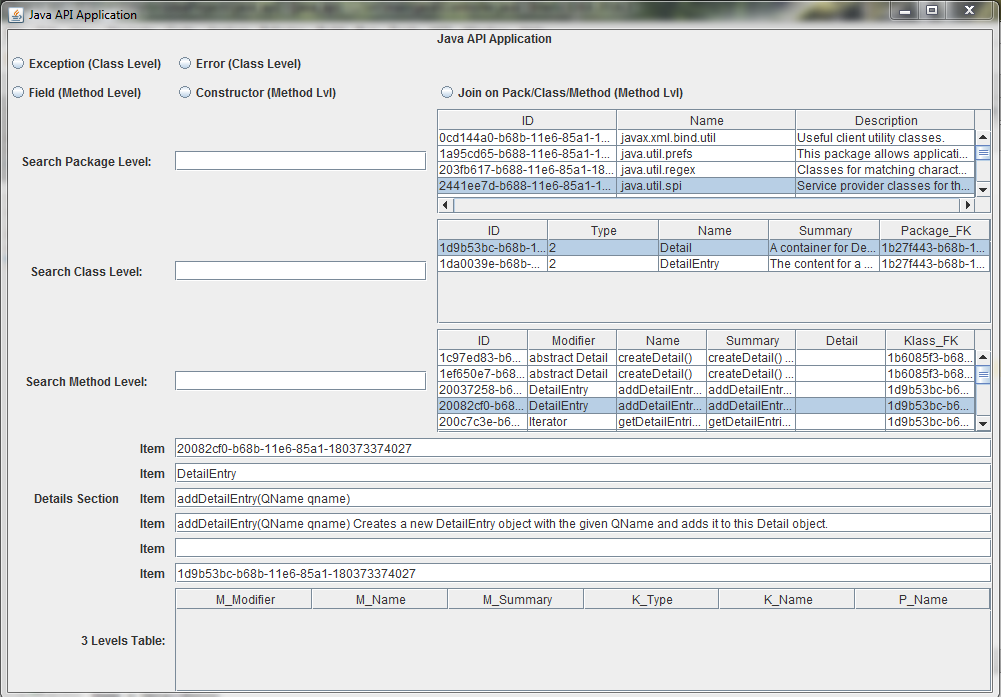 Java API Application
Java API Application
Exception (Class Level) Error (Class Level)
Field (Method Level) Constructor (Method Lvl) Join on Pack/Class/Method (Method Lvl)
Search Package Level:
ID Name Description
0cd144a0-b68b-11e6-85a1-1... javax.xml.bind.util Useful client utility classes.
1a95cd65-b688-11e6-85a1-1... java.util.prefs This package allows applicati...
203fb617-b688-11e6-85a1-18... java.util.regex Classes for matching charact...
2441ee7d-b688-11e6-85a1-1... java.util.spi Service provider classes for th...
Search Class Level:
ID Type Name Summary Package_FK
1d9b53bc-b68b-1... 2 Detail A container for De... 1b27f443-b68b-1...
1da0039e-b68b-... 2 DetailEntry The content for a ... 1b27f443-b68b-1...
Search Method Level:
ID Modifier Name Summary Detail Klass_FK
1c97ed83-b6... abstract Detail createDetail() createDetail() ... 1b6085f3-b68...
1ef650e7-b68... abstract Detail createDetail() createDetail() ... 1b6085f3-b68...
20037258-b6... DetailEntry addDetailEntr... addDetailEntr... 1d9b53bc-b6...
20082cf0-b68... DetailEntry addDetailEntr... addDetailEntr... 1d9b53bc-b6...
200c7c3e-b6... Iterator getDetailEntri... getDetailEntri... 1d9b53bc-b6...
Item 20082cf0-b68b-11e6-85a1-180373374027
Item DetailEntry
Details Section Item addDetailEntry(QName qname)
Item addDetailEntry(QName qname) Creates a new DetailEntry object with the given QName and adds it to this Detail object.
Item
Item 1d9b53bc-b68b-11e6-85a1-180373374027
M_Modifier M_Name M_Summary K_Type K_Name P_Name
3 Levels Table: